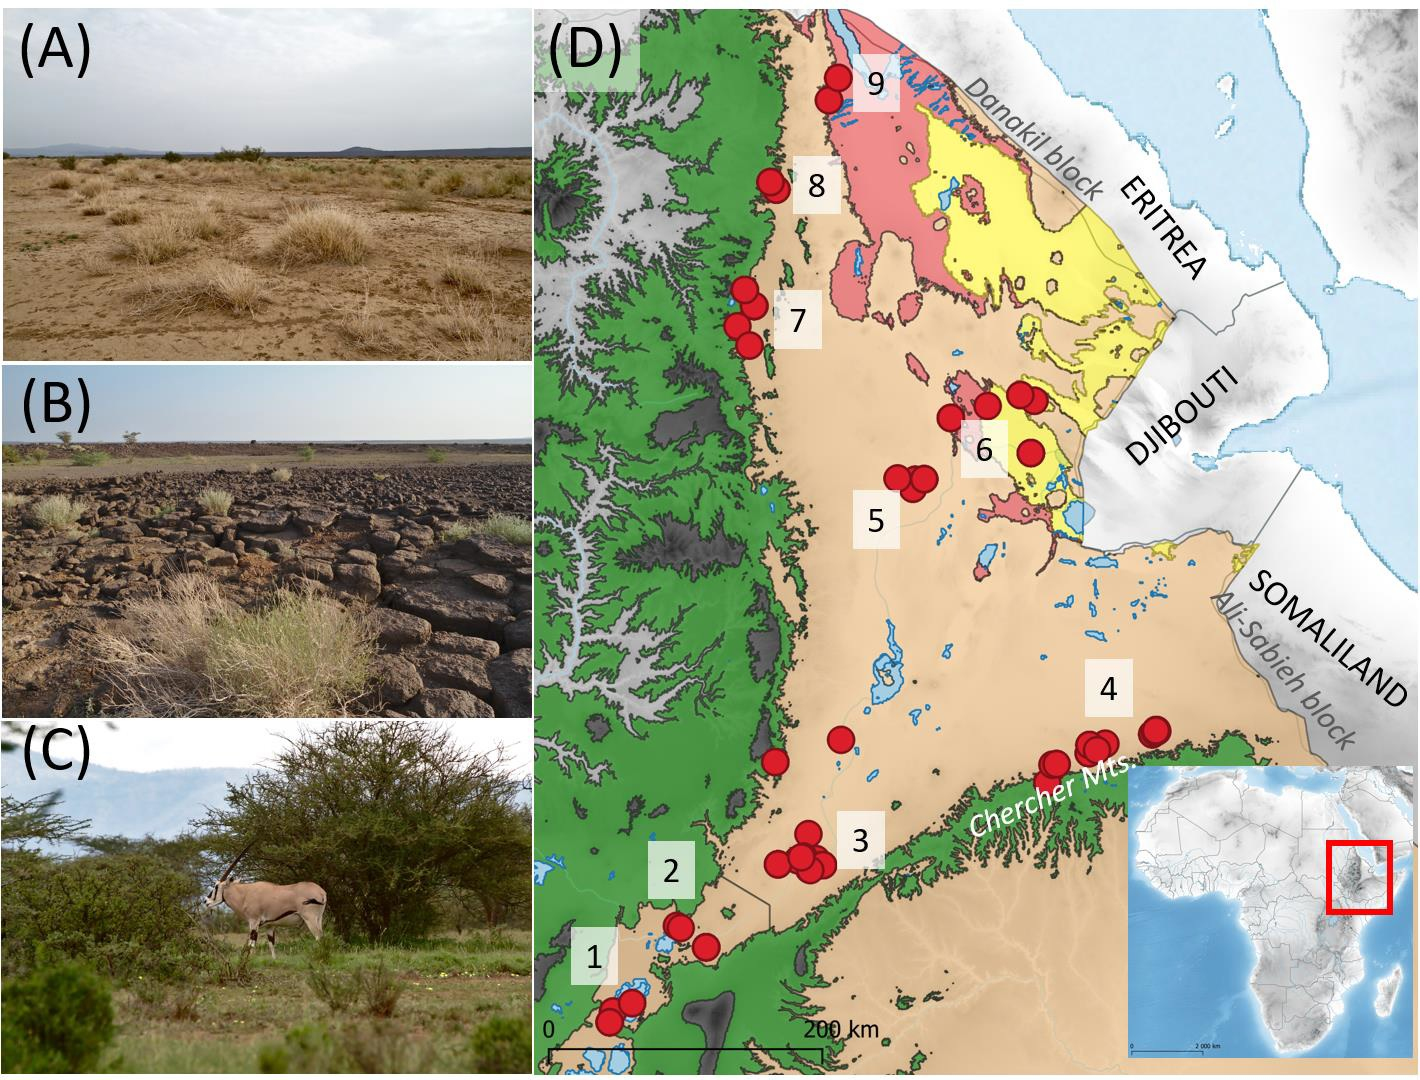 (A)
(B)
(C)
(D)
9
Danakil block
ERITREA
8
7
DJIBOUTI
6
5
SOMALILAND
Ali-Sabieh block
4
Chercher Mts.
3
2
1
0
200 km
0
2 000 km